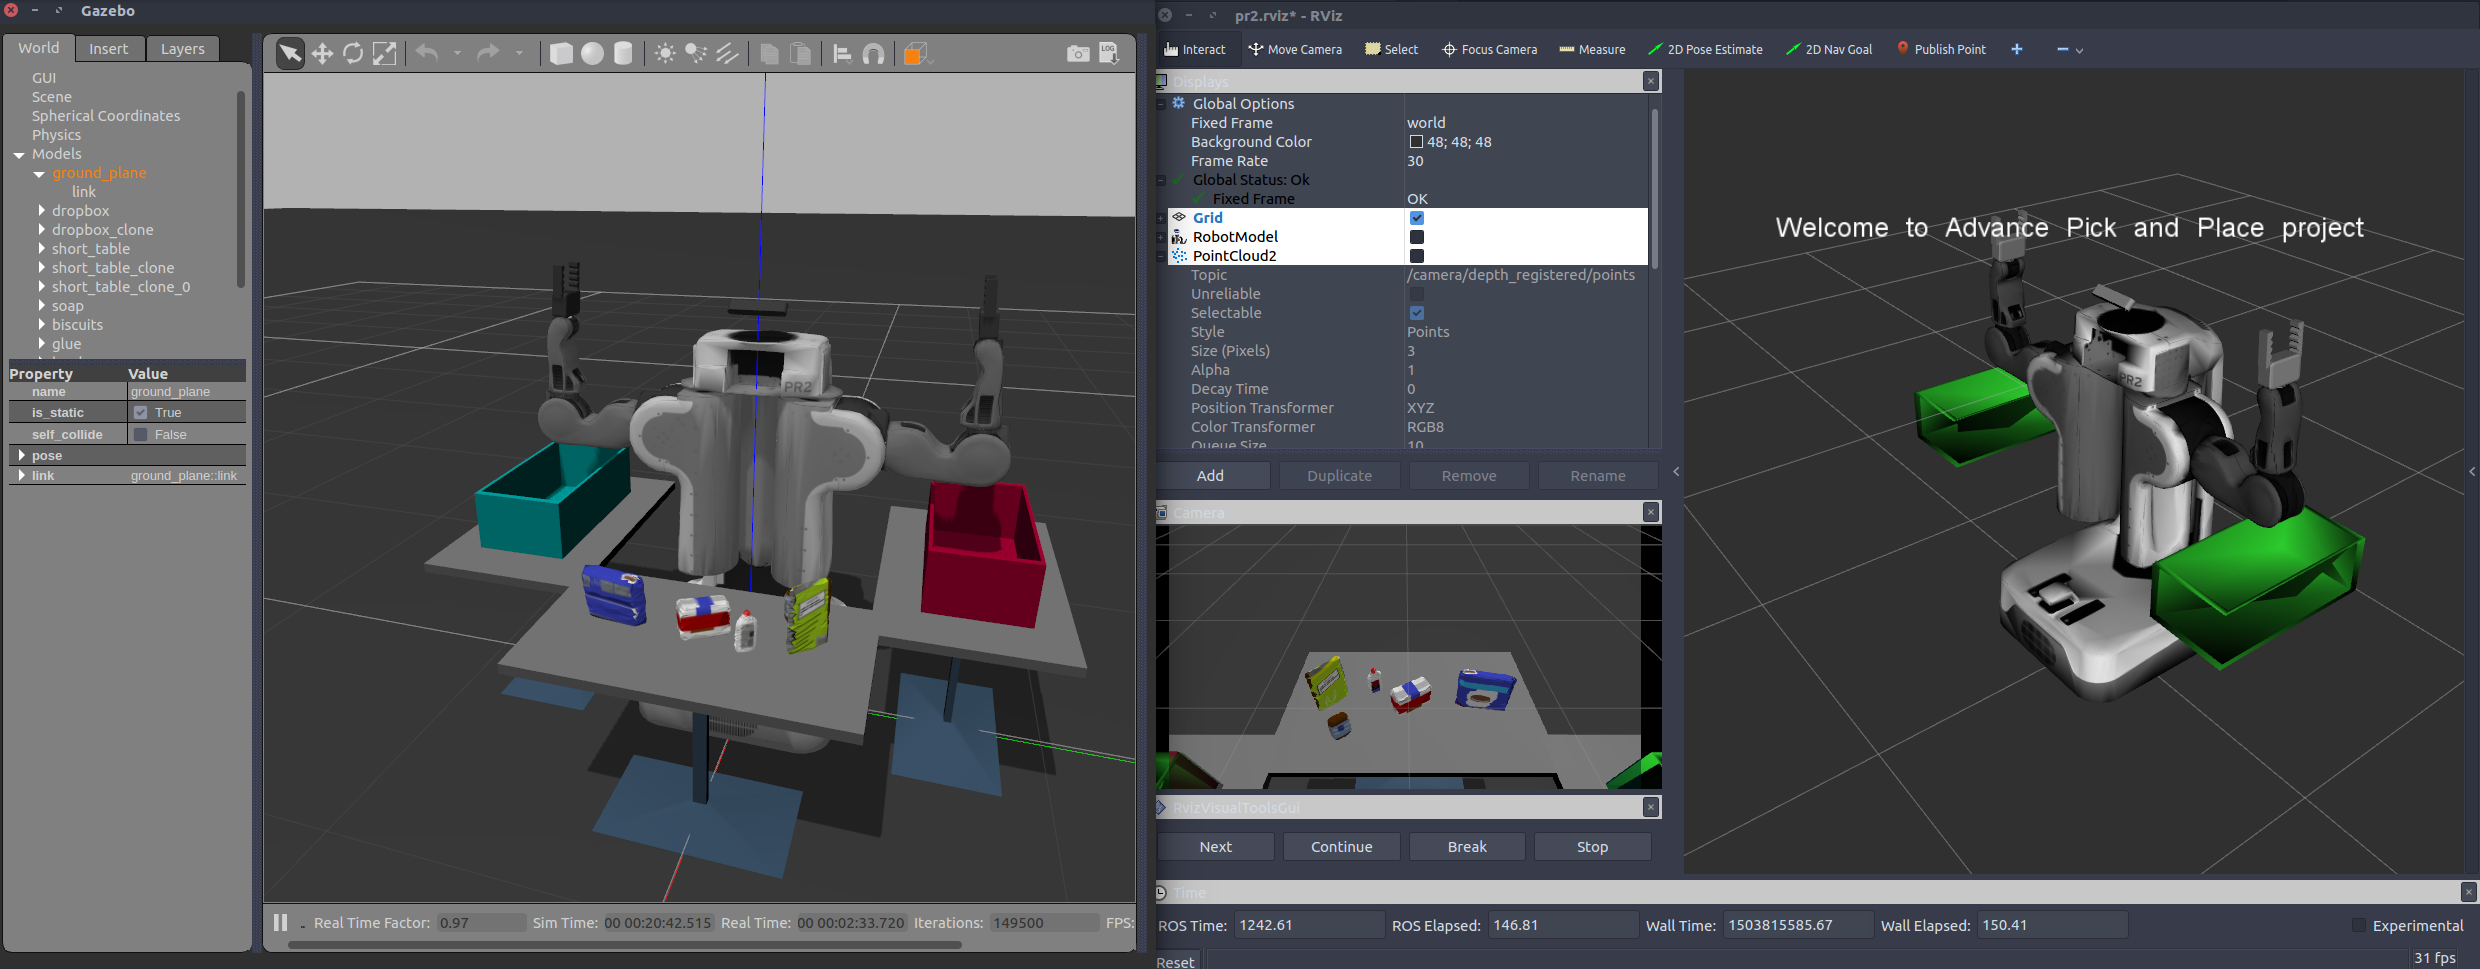 Gazebo
World Insert Layers
GUI
Scene
Spherical Coordinates
Physics
Models
ground_plane
link
dropbox
dropbox_clone
short_table
short_table_clone
short_table_clone_0
soap
biscuits
glue
Property Value
name ground_plane
is_static True
self_collide False
pose
link ground_plane::link
LOG
PR2
Real Time Factor: 0.97 Sim Time: 00 00:20:42.515 Real Time: 00 00:02:33.720 Iterations: 149500 FPS:
pr2.rviz* - RViz
Interact Move Camera Select Focus Camera Measure 2D Pose Estimate 2D Nav Goal Publish Point
Displays
Global Options
Fixed Frame world
Background Color 48; 48; 48
Frame Rate 30
Global Status: Ok
Fixed Frame OK
Grid
RobotModel
PointCloud2
Topic /camera/depth_registered/points
Unreliable
Selectable
Style Points
Size (Pixels) 3
Alpha 1
Decay Time 0
Position Transformer XYZ
Color Transformer RGB8
Queue Size 10
Add Duplicate Remove Rename
Camera
RvizVisualToolsGui
Next Continue Break Stop
Welcome to Advance Pick and Place project
PR2
Time
ROS Time: 1242.61 ROS Elapsed: 146.81 Wall Time: 1503815585.67 Wall Elapsed: 150.41 Experimental
Reset 31 fps